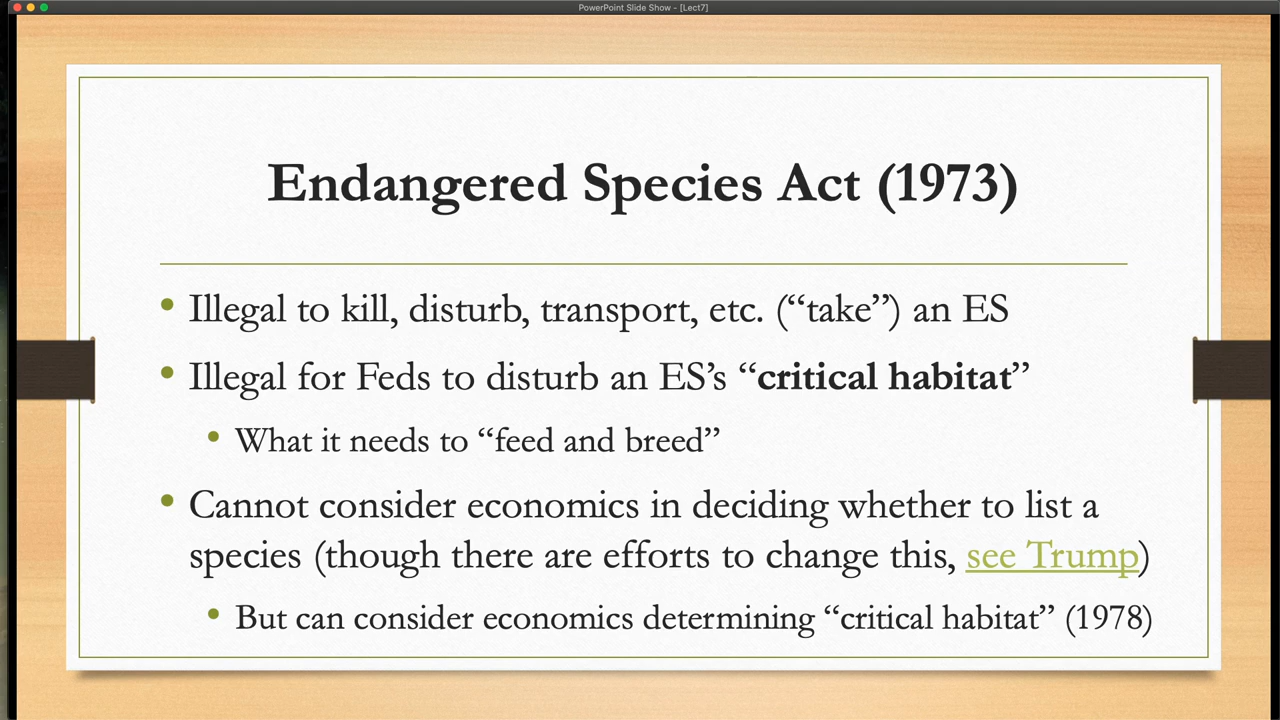 PowerPoint Slide Show - [Lect7]
Endangered Species Act (1973)
• Illegal to kill, disturb, transport, etc. (“take”) an ES
• Illegal for Feds to disturb an ES’s “critical habitat”
• What it needs to “feed and breed”
• Cannot consider economics in deciding whether to list a
species (though there are efforts to change this, see Trump)
• But can consider economics determining “critical habitat” (1978)